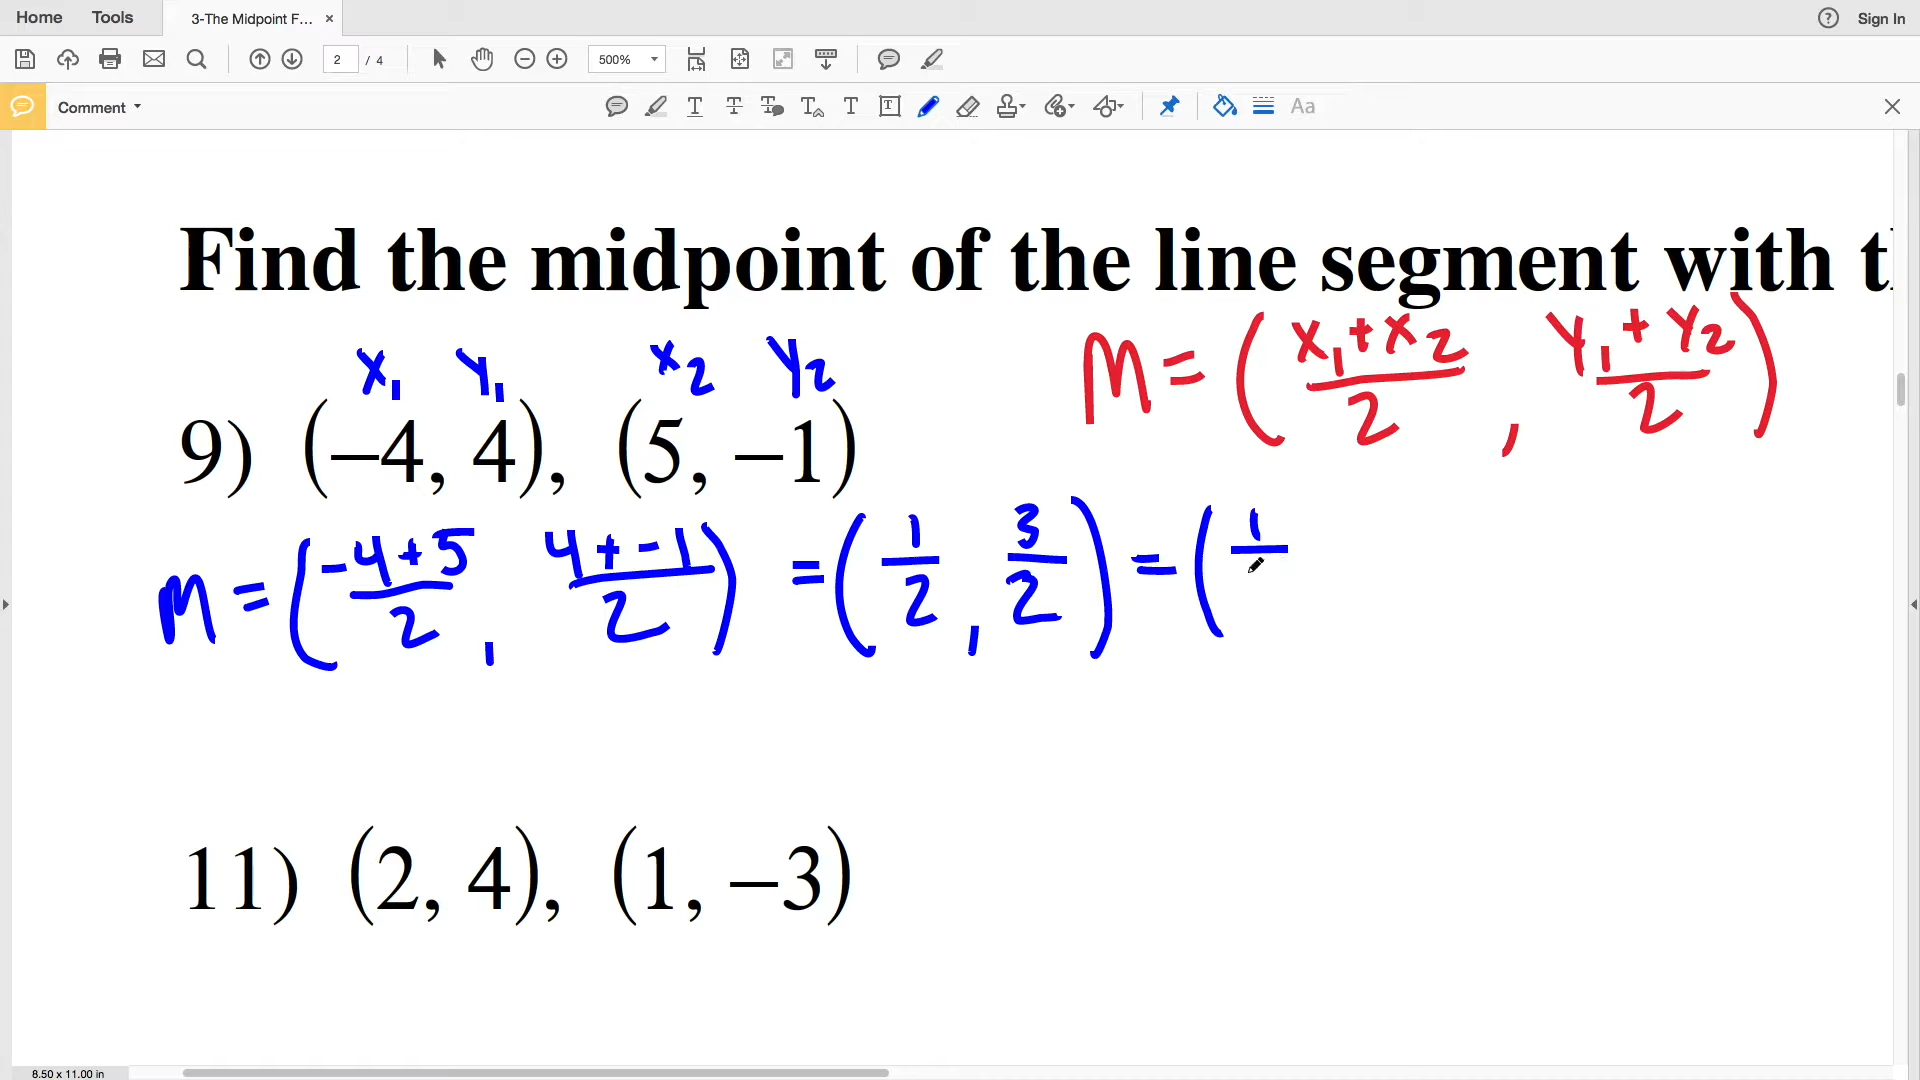 Home Tools 3-The Midpoint F... × ? Sign In
2 / 4 500%
Comment T T T T T T Aa
Find the midpoint of the line segment with t
x₁ y₁ x₂ y₂
M = (x₁+x₂/2, y₁+y₂/2)
9) (−4, 4), (5, −1)
M = (-4+5/2, 4+-1/2) = (1/2, 3/2) = (1/
11) (2, 4), (1, −3)
8.50 x 11.00 in